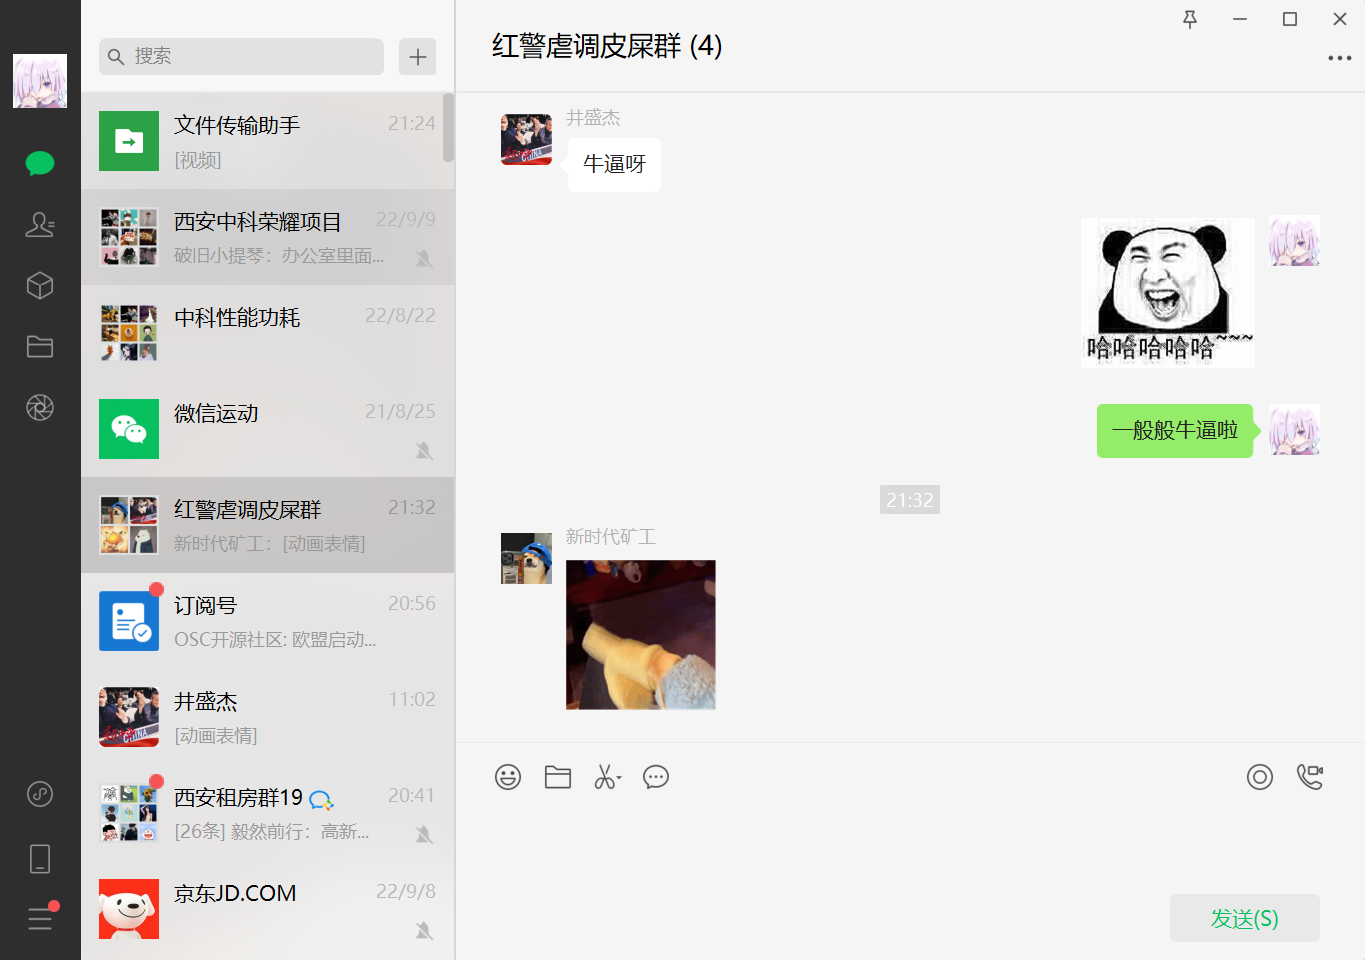 搜索
文件传输助手 21:24
[视频]
西安中科荣耀项目 22/9/9
破旧小提琴：办公室里面...
中科性能功耗 22/8/22
微信运动 21/8/25
红警虐调皮屎群 21:32
新时代矿工：[动画表情]
订阅号 20:56
OSC开源社区: 欧盟启动...
井盛杰 11:02
CHINA
[动画表情]
西安租房群19 20:41
[26条] 毅然前行：高新...
京东JD.COM 22/9/8
红警虐调皮屎群 (4)
井盛杰
CHINA
牛逼呀
哈哈哈哈哈~~~
一般般牛逼啦
21:32
新时代矿工
发送(S)